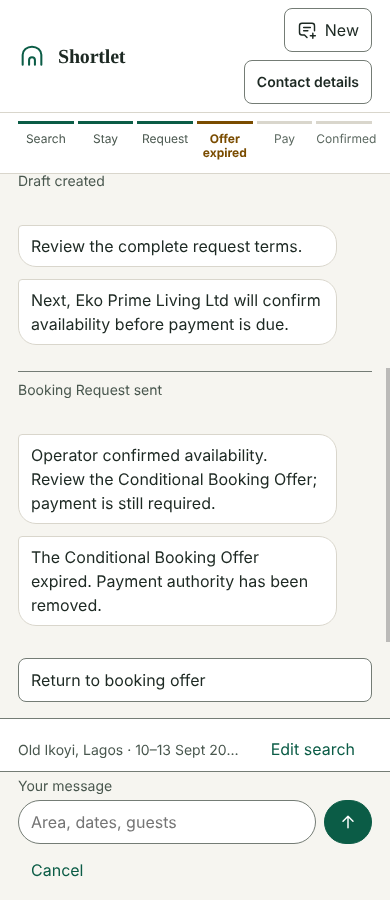 New
Shortlet
Contact details
Search
Stay
Request
Offer
expired
Pay
Confirmed
Draft created
Review the complete request terms.
Next, Eko Prime Living Ltd will confirm
availability before payment is due.
Booking Request sent
Operator confirmed availability.
Review the Conditional Booking Offer;
payment is still required.
The Conditional Booking Offer
expired. Payment authority has been
removed.
Return to booking offer
Old Ikoyi, Lagos · 10–13 Sept 20...
Edit search
Your message
Area, dates, guests
Cancel